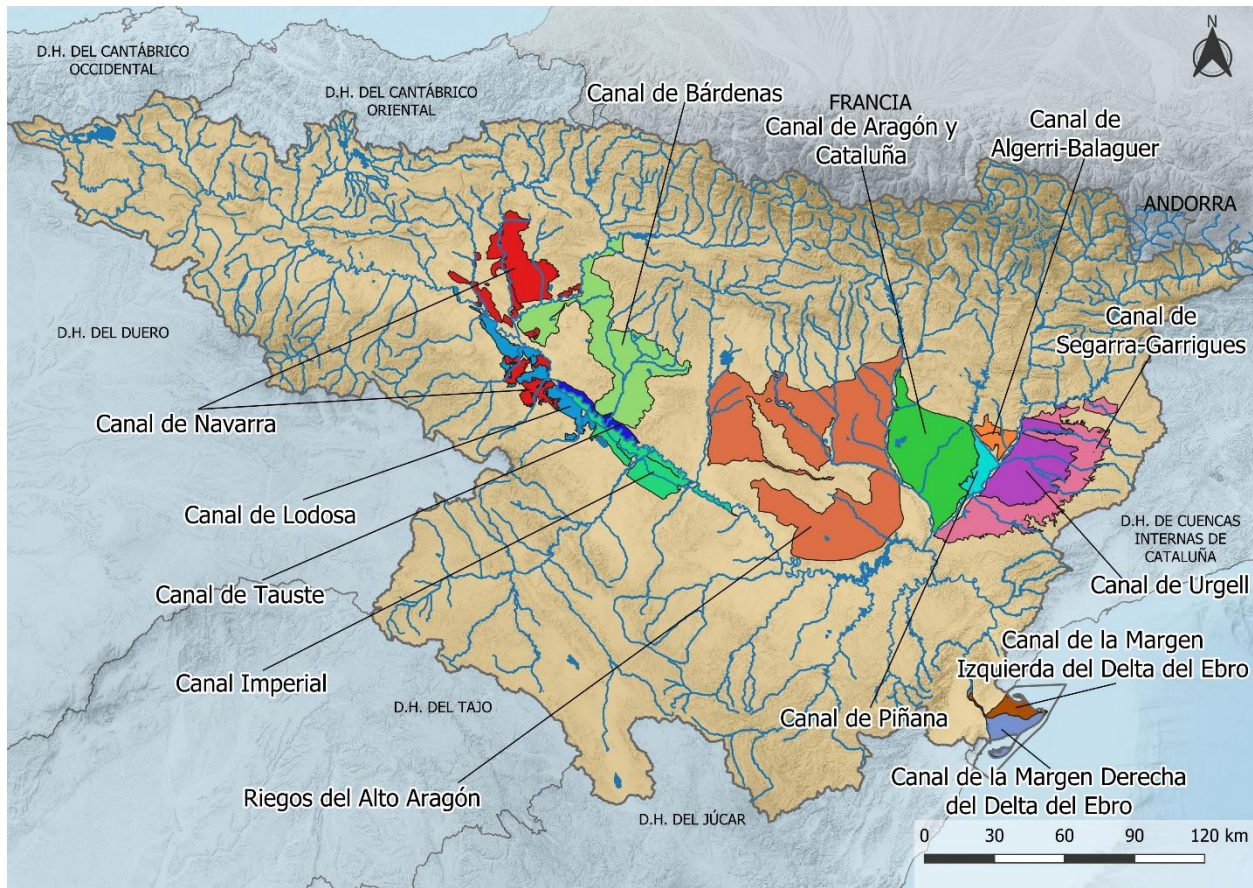 N
D.H. DEL CANTÁBRICO
OCCIDENTAL
D.H. DEL CANTÁBRICO
ORIENTAL
Canal de Bárdenas
FRANCIA
Canal de Aragón y
Cataluña
Canal de
Algerri-Balaguer
ANDORRA
D.H. DEL DUERO
Canal de
Segarra-Garrigues
Canal de Navarra
Canal de Lodosa
D.H. DE CUENCAS
INTERNAS DE
CATALUÑA
Canal de Urgell
Canal de Tauste
Canal de la Margen
Izquierda del Delta del Ebro
Canal Imperial
D.H. DEL TAJO
Canal de Piñana
Riegos del Alto Aragón
Canal de la Margen Derecha
del Delta del Ebro
D.H. DEL JÚCAR
0 30 60 90 120 km